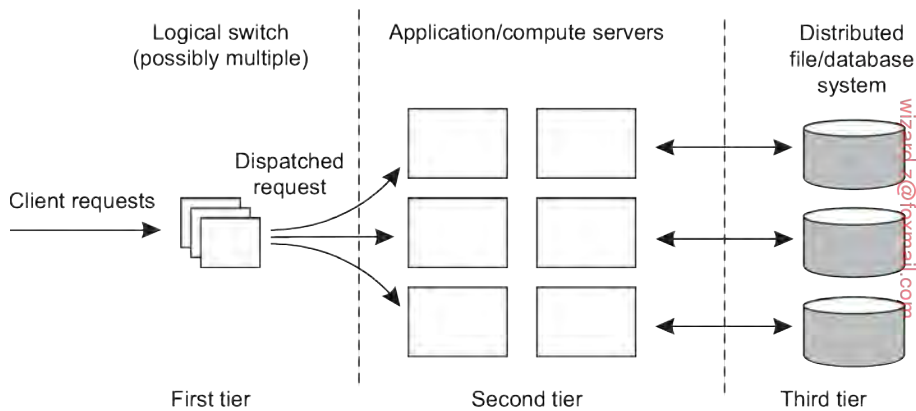 Logical switch
(possibly multiple)
Application/compute servers
Distributed
file/database
system
Dispatched
request
Client requests
First tier
Second tier
Third tier
wizard_z@foxmail.com